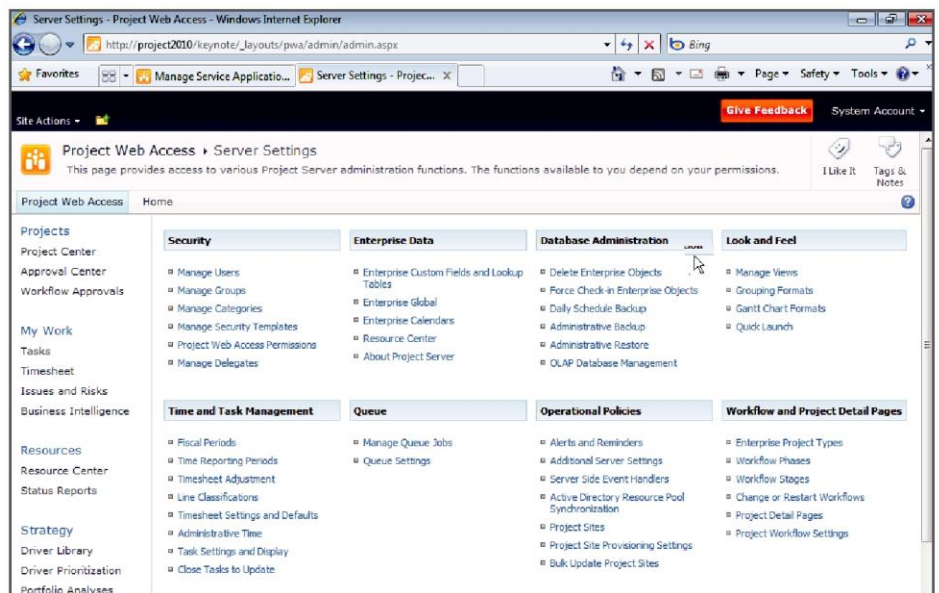 Server Settings - Project Web Access - Windows Internet Explorer
http://project2010/keynote/_layouts/pwa/admin/admin.aspx
Bing
Favorites
Manage Service Applicatio...
Server Settings - Projec...
Page
Safety
Tools
Give Feedback
System Account
Site Actions
Project Web Access
Server Settings
This page provides access to various Project Server administration functions. The functions available to you depend on your permissions.
I Like It
Tags &
Notes
Project Web Access
Home
Projects
Project Center
Approval Center
Workflow Approvals
My Work
Tasks
Timesheet
Issues and Risks
Business Intelligence
Resources
Resource Center
Status Reports
Strategy
Driver Library
Driver Prioritization
Portfolio Analyses
Security
Manage Users
Manage Groups
Manage Categories
Manage Security Templates
Project Web Access Permissions
Manage Delegates
Enterprise Data
Enterprise Custom Fields and Lookup
Tables
Enterprise Global
Enterprise Calendars
Resource Center
About Project Server
Database Administration
Delete Enterprise Objects
Force Check-in Enterprise Objects
Daily Schedule Backup
Administrative Backup
Administrative Restore
OLAP Database Management
Look and Feel
Manage Views
Grouping Formats
Gantt Chart Formats
Quick Launch
Time and Task Management
Fiscal Periods
Time Reporting Periods
Timesheet Adjustment
Line Classifications
Timesheet Settings and Defaults
Administrative Time
Task Settings and Display
Close Tasks to Update
Queue
Manage Queue Jobs
Queue Settings
Operational Policies
Alerts and Reminders
Additional Server Settings
Server Side Event Handlers
Active Directory Resource Pool
Synchronization
Project Sites
Project Site Provisioning Settings
Bulk Update Project Sites
Workflow and Project Detail Pages
Enterprise Project Types
Workflow Phases
Workflow Stages
Change or Restart Workflows
Project Detail Pages
Project Workflow Settings